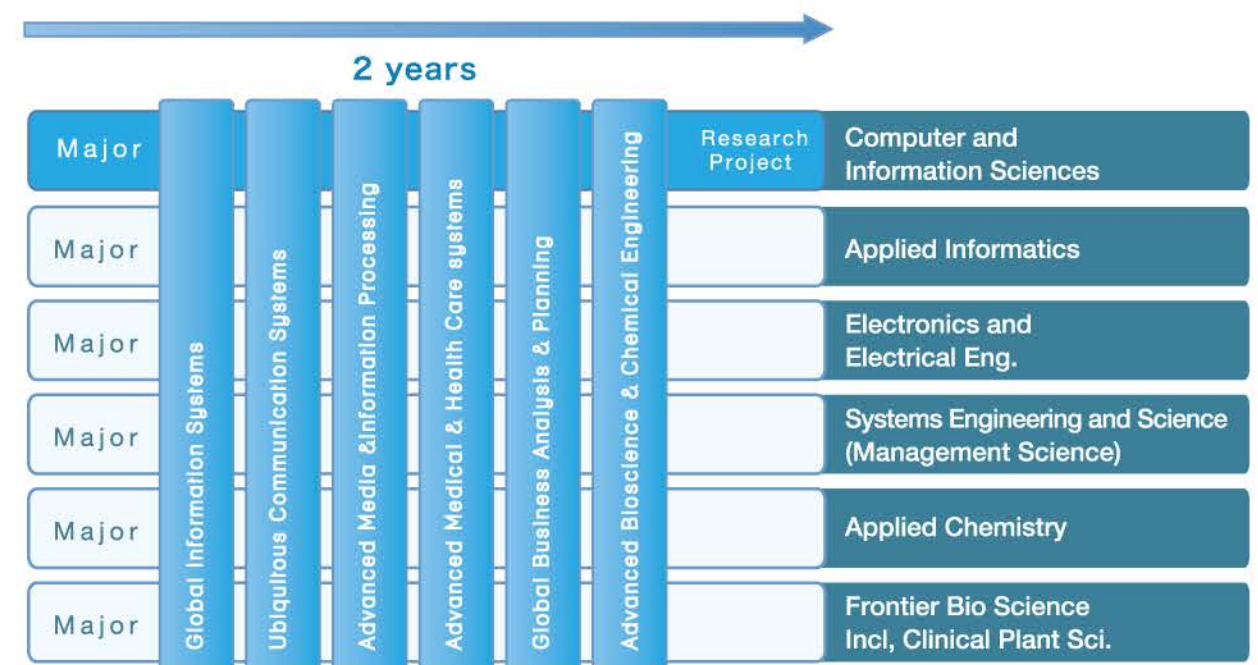 2 years
Major
Research
Project
Computer and
Information Sciences
Major
Applied Informatics
Major
Electronics and
Electrical Eng.
Major
Systems Engineering and Science
(Management Science)
Major
Applied Chemistry
Major
Frontier Bio Science
Incl, Clinical Plant Sci.
Global Information Systems
Ubiquitous Communication Systems
Advanced Media &Information Processing
Advanced Medical & Health Care systems
Global Business Analysis & Planning
Advanced Bioscience & Chemical Engineering